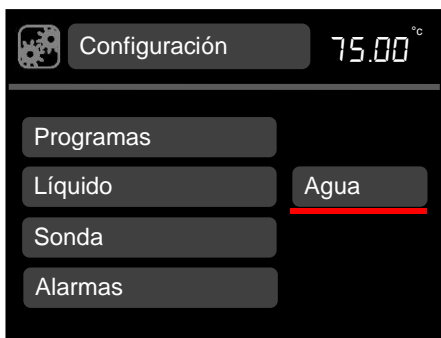 Configuración 75.00°c
Programas
Líquido Agua
Sonda
Alarmas